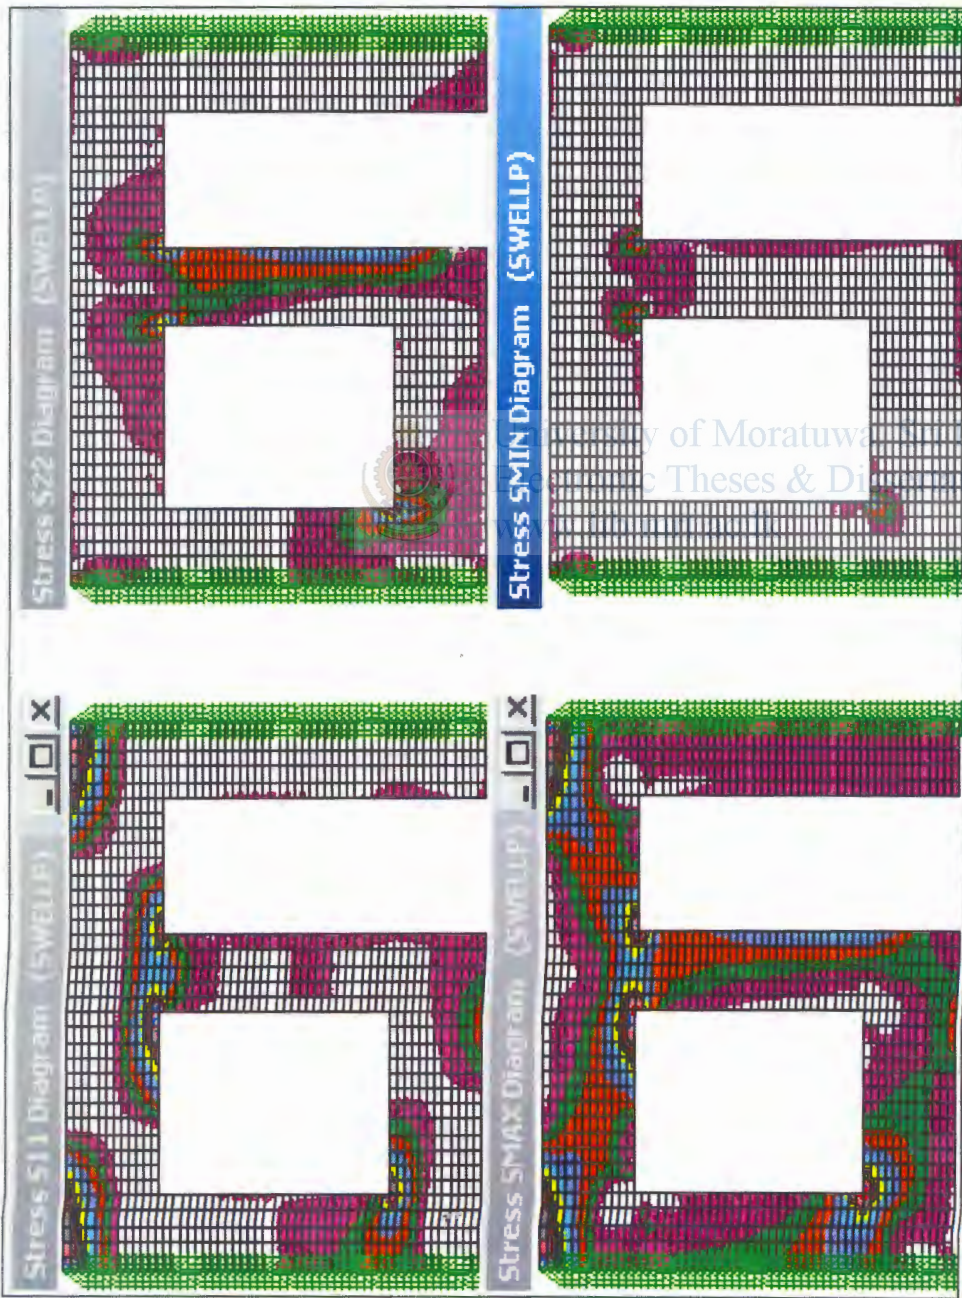 Stress S11 Diagram (SWELLP)
Stress S22 Diagram (SWELLP)
Stress SMAX Diagram (SWELLP)
Stress SMIN Diagram (SWELLP)
of Moratuwa
Theses &